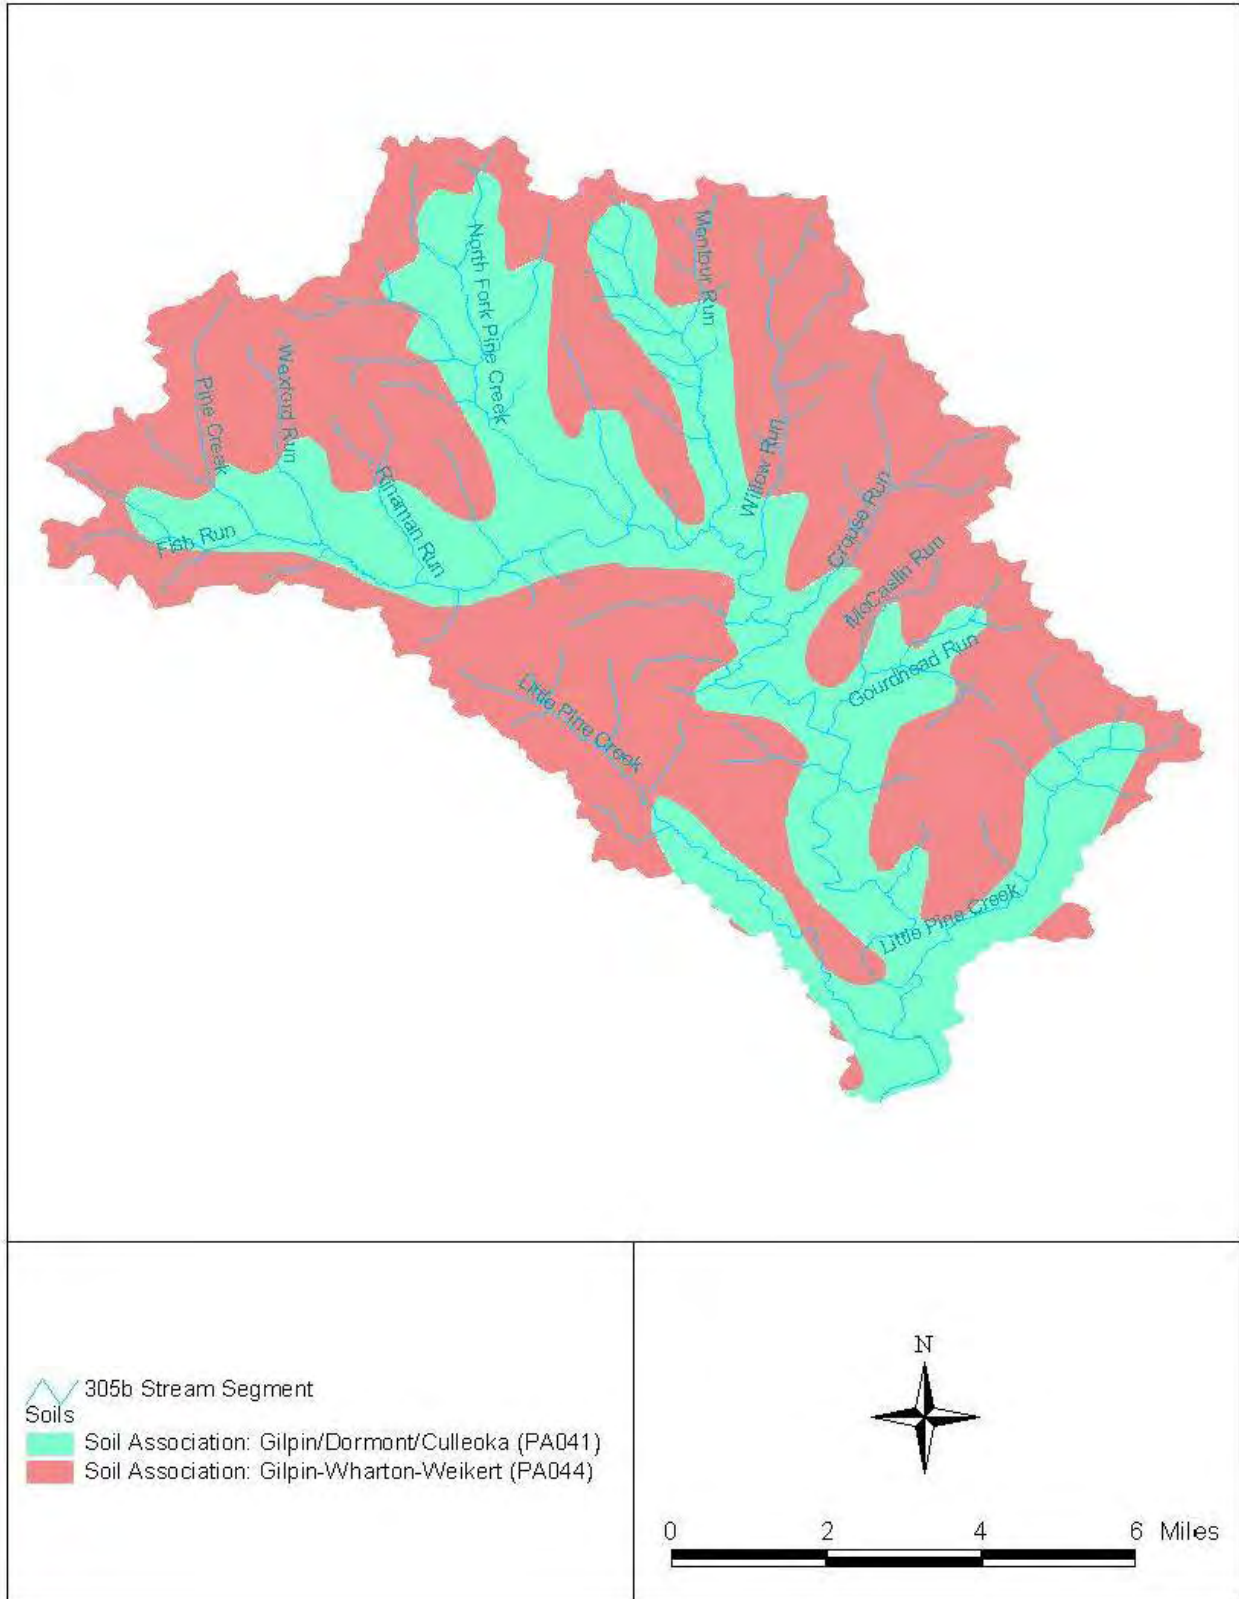 North Fork Pine Creek
Montour Run
Pine Creek
Wexford Run
Willow Run
Rinaman Run
Crouse Run
Fish Run
McCaslin Run
Gourdhead Run
Little Pine Creek
Little Pine Creek
305b Stream Segment
Soils
Soil Association: Gilpin/Dormont/Culleoka (PA041)
Soil Association: Gilpin-Wharton-Weikert (PA044)
N
0 2 4 6 Miles